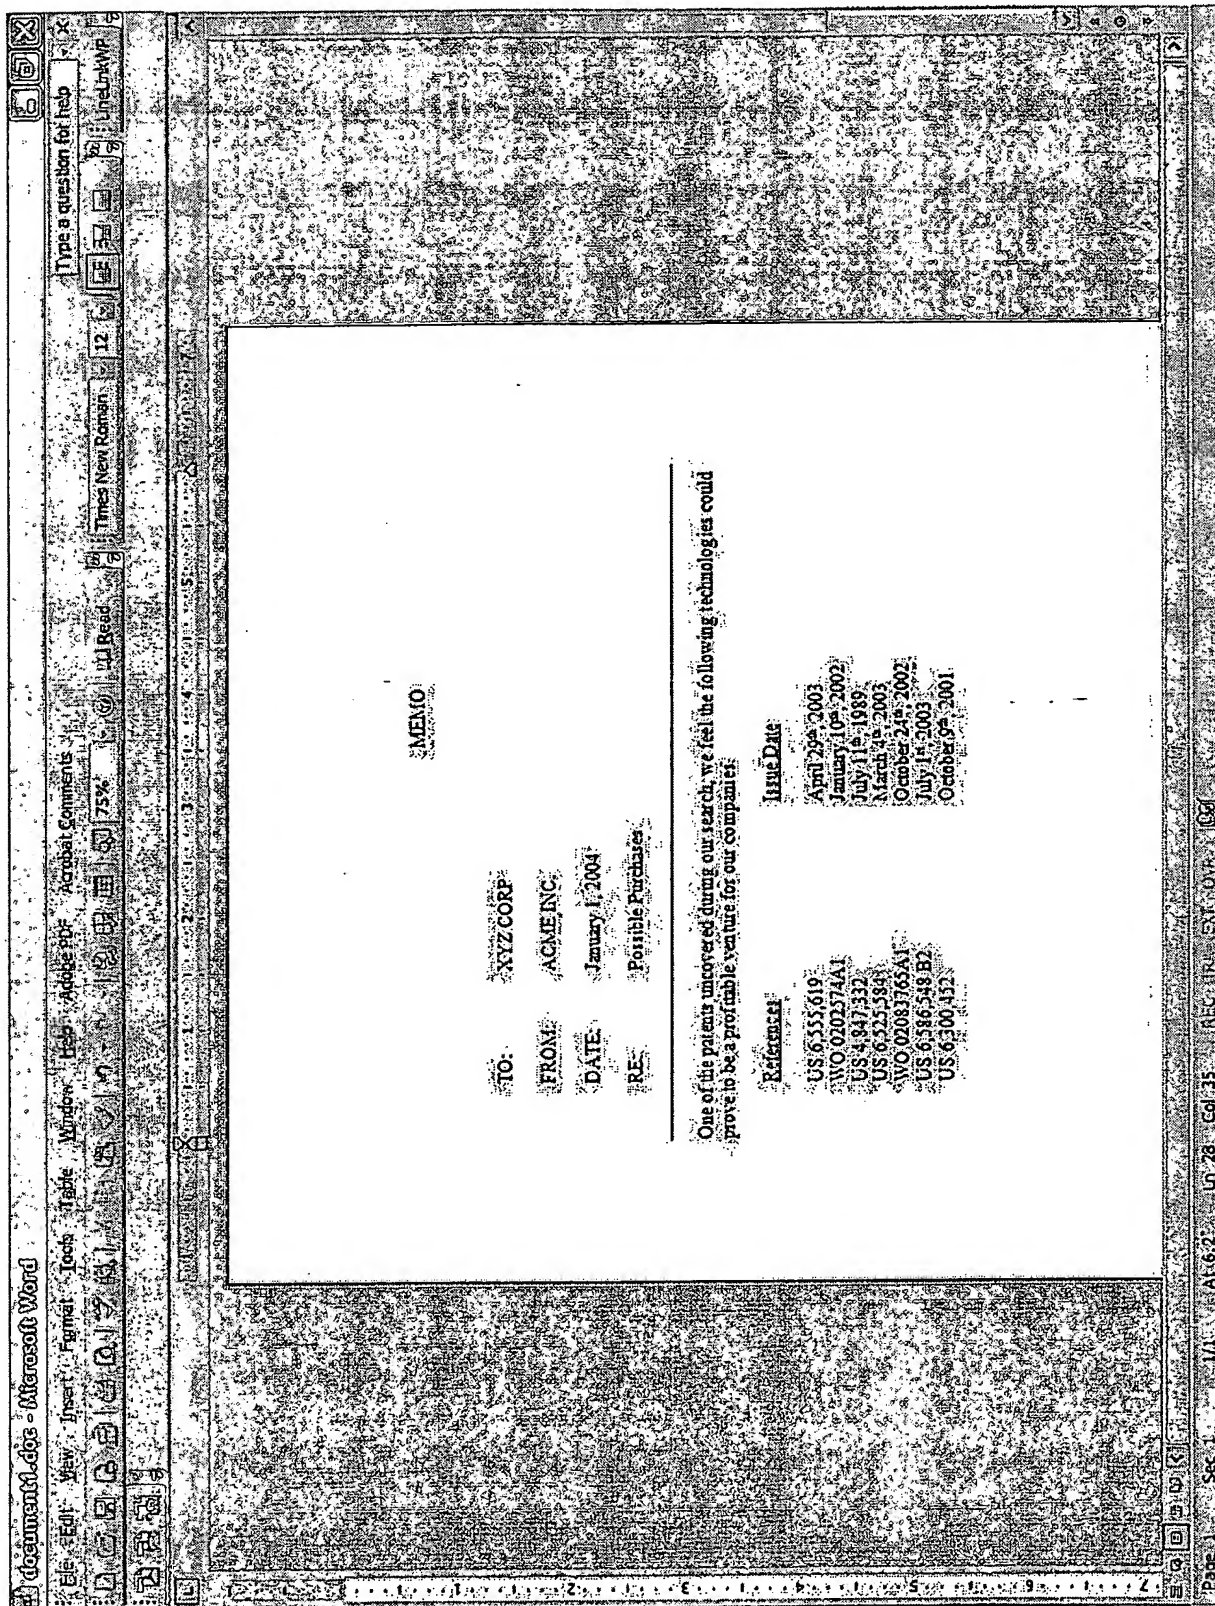 document1.doc - Microsoft Word
File Edit View Insert Format Tools Table Window Help Adobe PDF Acrobat Comments
Type a question for help
75%
Read
Times New Roman
12
LineLinkWP
1 2 3 4 5
MEMO
TO: XYZ CORP
FROM: ACME INC.
DATE: January 1, 2004
RE: Possible Purchases
One of the patents uncovered during our search, we feel the following technologies could
prove to be a profitable venture for our companies:
References Issue Date
US 6,555,619 April 29th 2003
WO 0202574A1 January 10th 2002
US 4,847,332 July 11th 1989
US 6,525,584 March 4th 2003
WO 02083765A1 October 24th 2002
US 6,586,548 B2 July 1st 2003
US 6,300,452 October 9th 2001
Page 1 Sec 1 1/1 At 6.2" Ln 28 Col 35 REC TRK EXT OVR